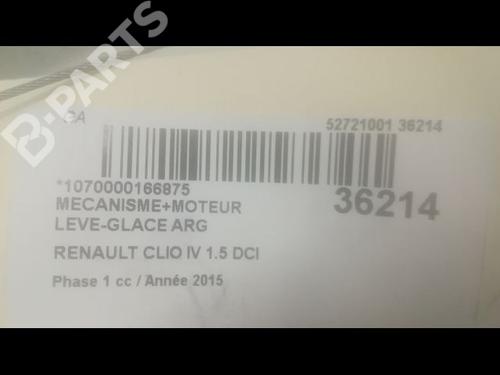 B-PARTS
GA
52721001 36214
*1070000166875
36214
MECANISME+MOTEUR
LEVE-GLACE ARG
RENAULT CLIO IV 1.5 DCI
Phase 1 cc / Année 2015